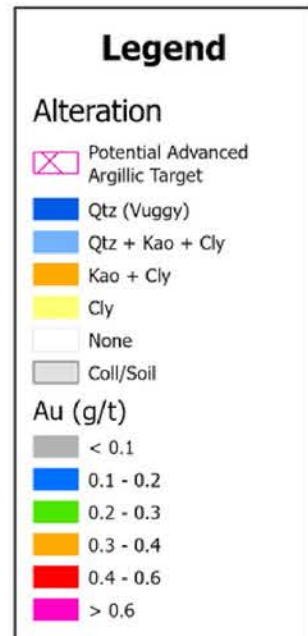 Legend
Alteration
Potential Advanced
Argillic Target
Qtz (Vuggy)
Qtz + Kao + Cly
Kao + Cly
Cly
None
Coll/Soil
Au (g/t)
< 0.1
0.1 - 0.2
0.2 - 0.3
0.3 - 0.4
0.4 - 0.6
> 0.6